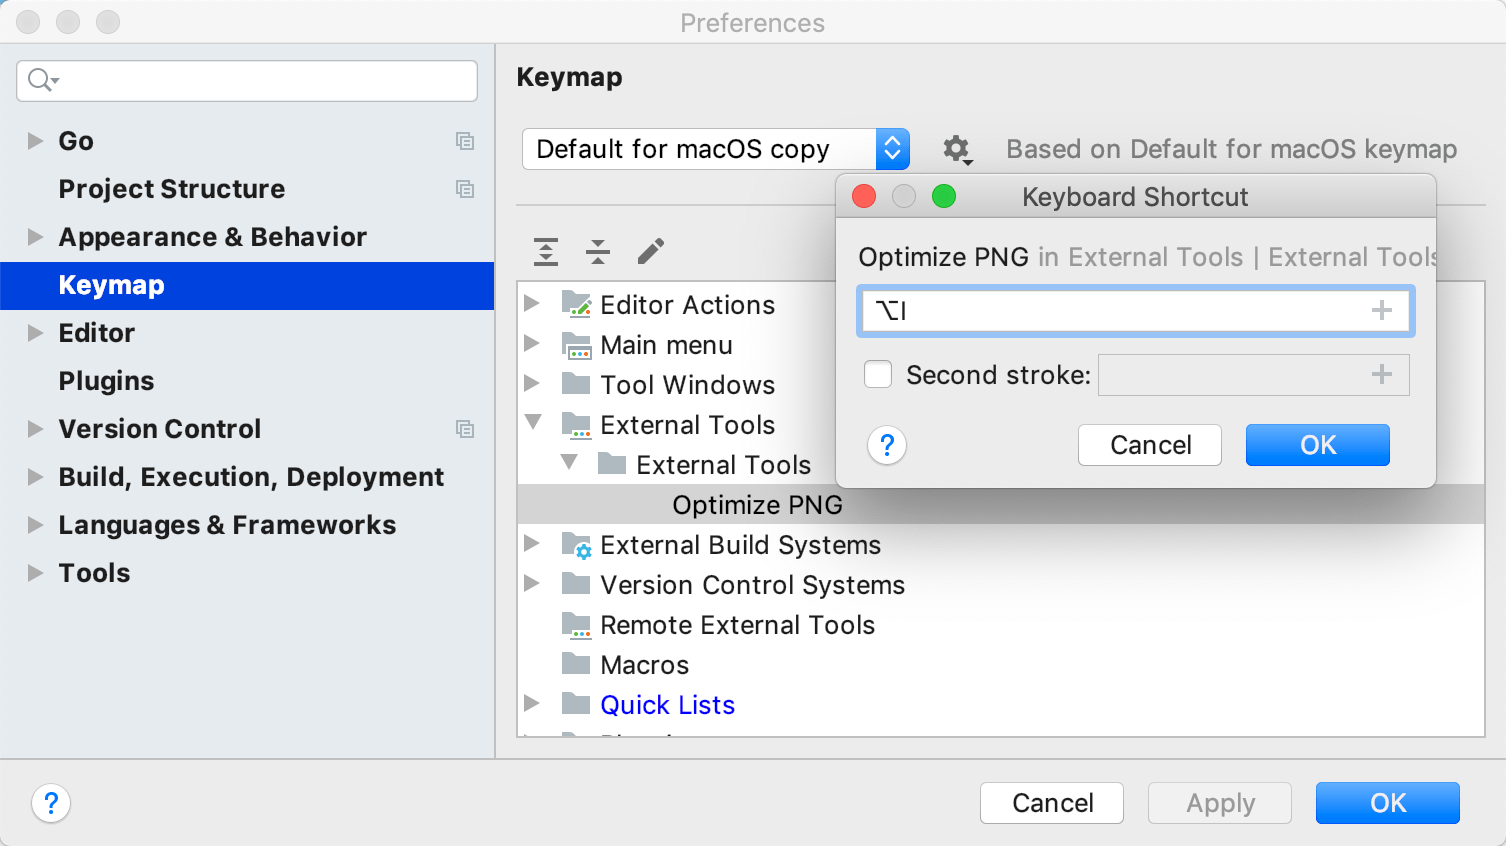 Preferences
Go
Project Structure
Appearance & Behavior
Keymap
Editor
Plugins
Version Control
Build, Execution, Deployment
Languages & Frameworks
Tools
?
Keymap
Default for macOS copy
Based on Default for macOS keymap
Editor Actions
Main menu
Tool Windows
External Tools
External Tools
Optimize PNG
External Build Systems
Version Control Systems
Remote External Tools
Macros
Quick Lists
Keyboard Shortcut
Optimize PNG in External Tools | External Tools
⌥I
Second stroke:
?
Cancel
OK
Cancel
Apply
OK